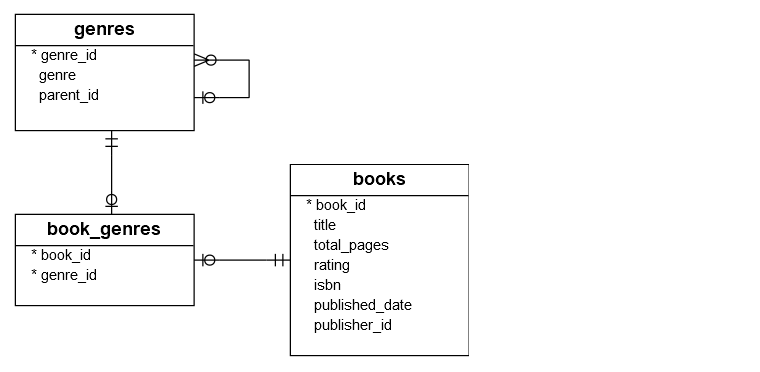 genres
* genre_id
genre
parent_id
book_genres
* book_id
* genre_id
books
* book_id
title
total_pages
rating
isbn
published_date
publisher_id